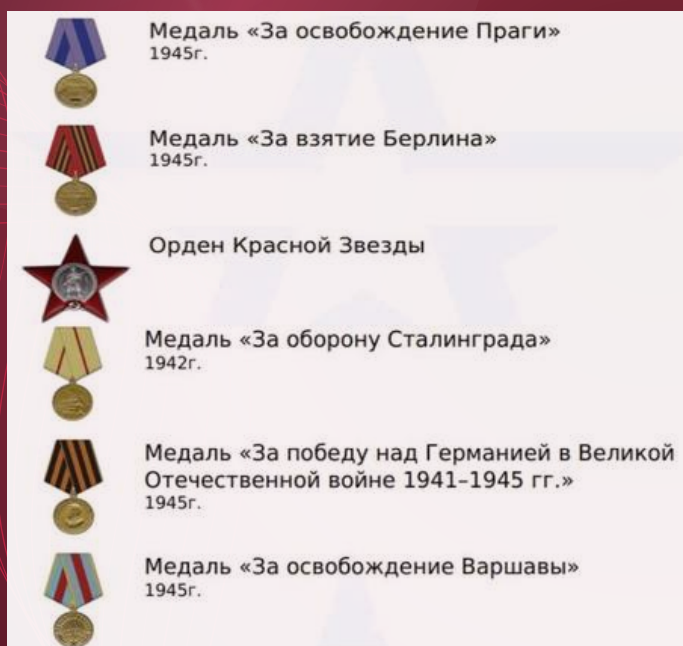 Медаль «За освобождение Праги»
1945г.
Медаль «За взятие Берлина»
1945г.
Орден Красной Звезды
Медаль «За оборону Сталинграда»
1942г.
Медаль «За победу над Германией в Великой
Отечественной войне 1941–1945 гг.»
1945г.
Медаль «За освобождение Варшавы»
1945г.